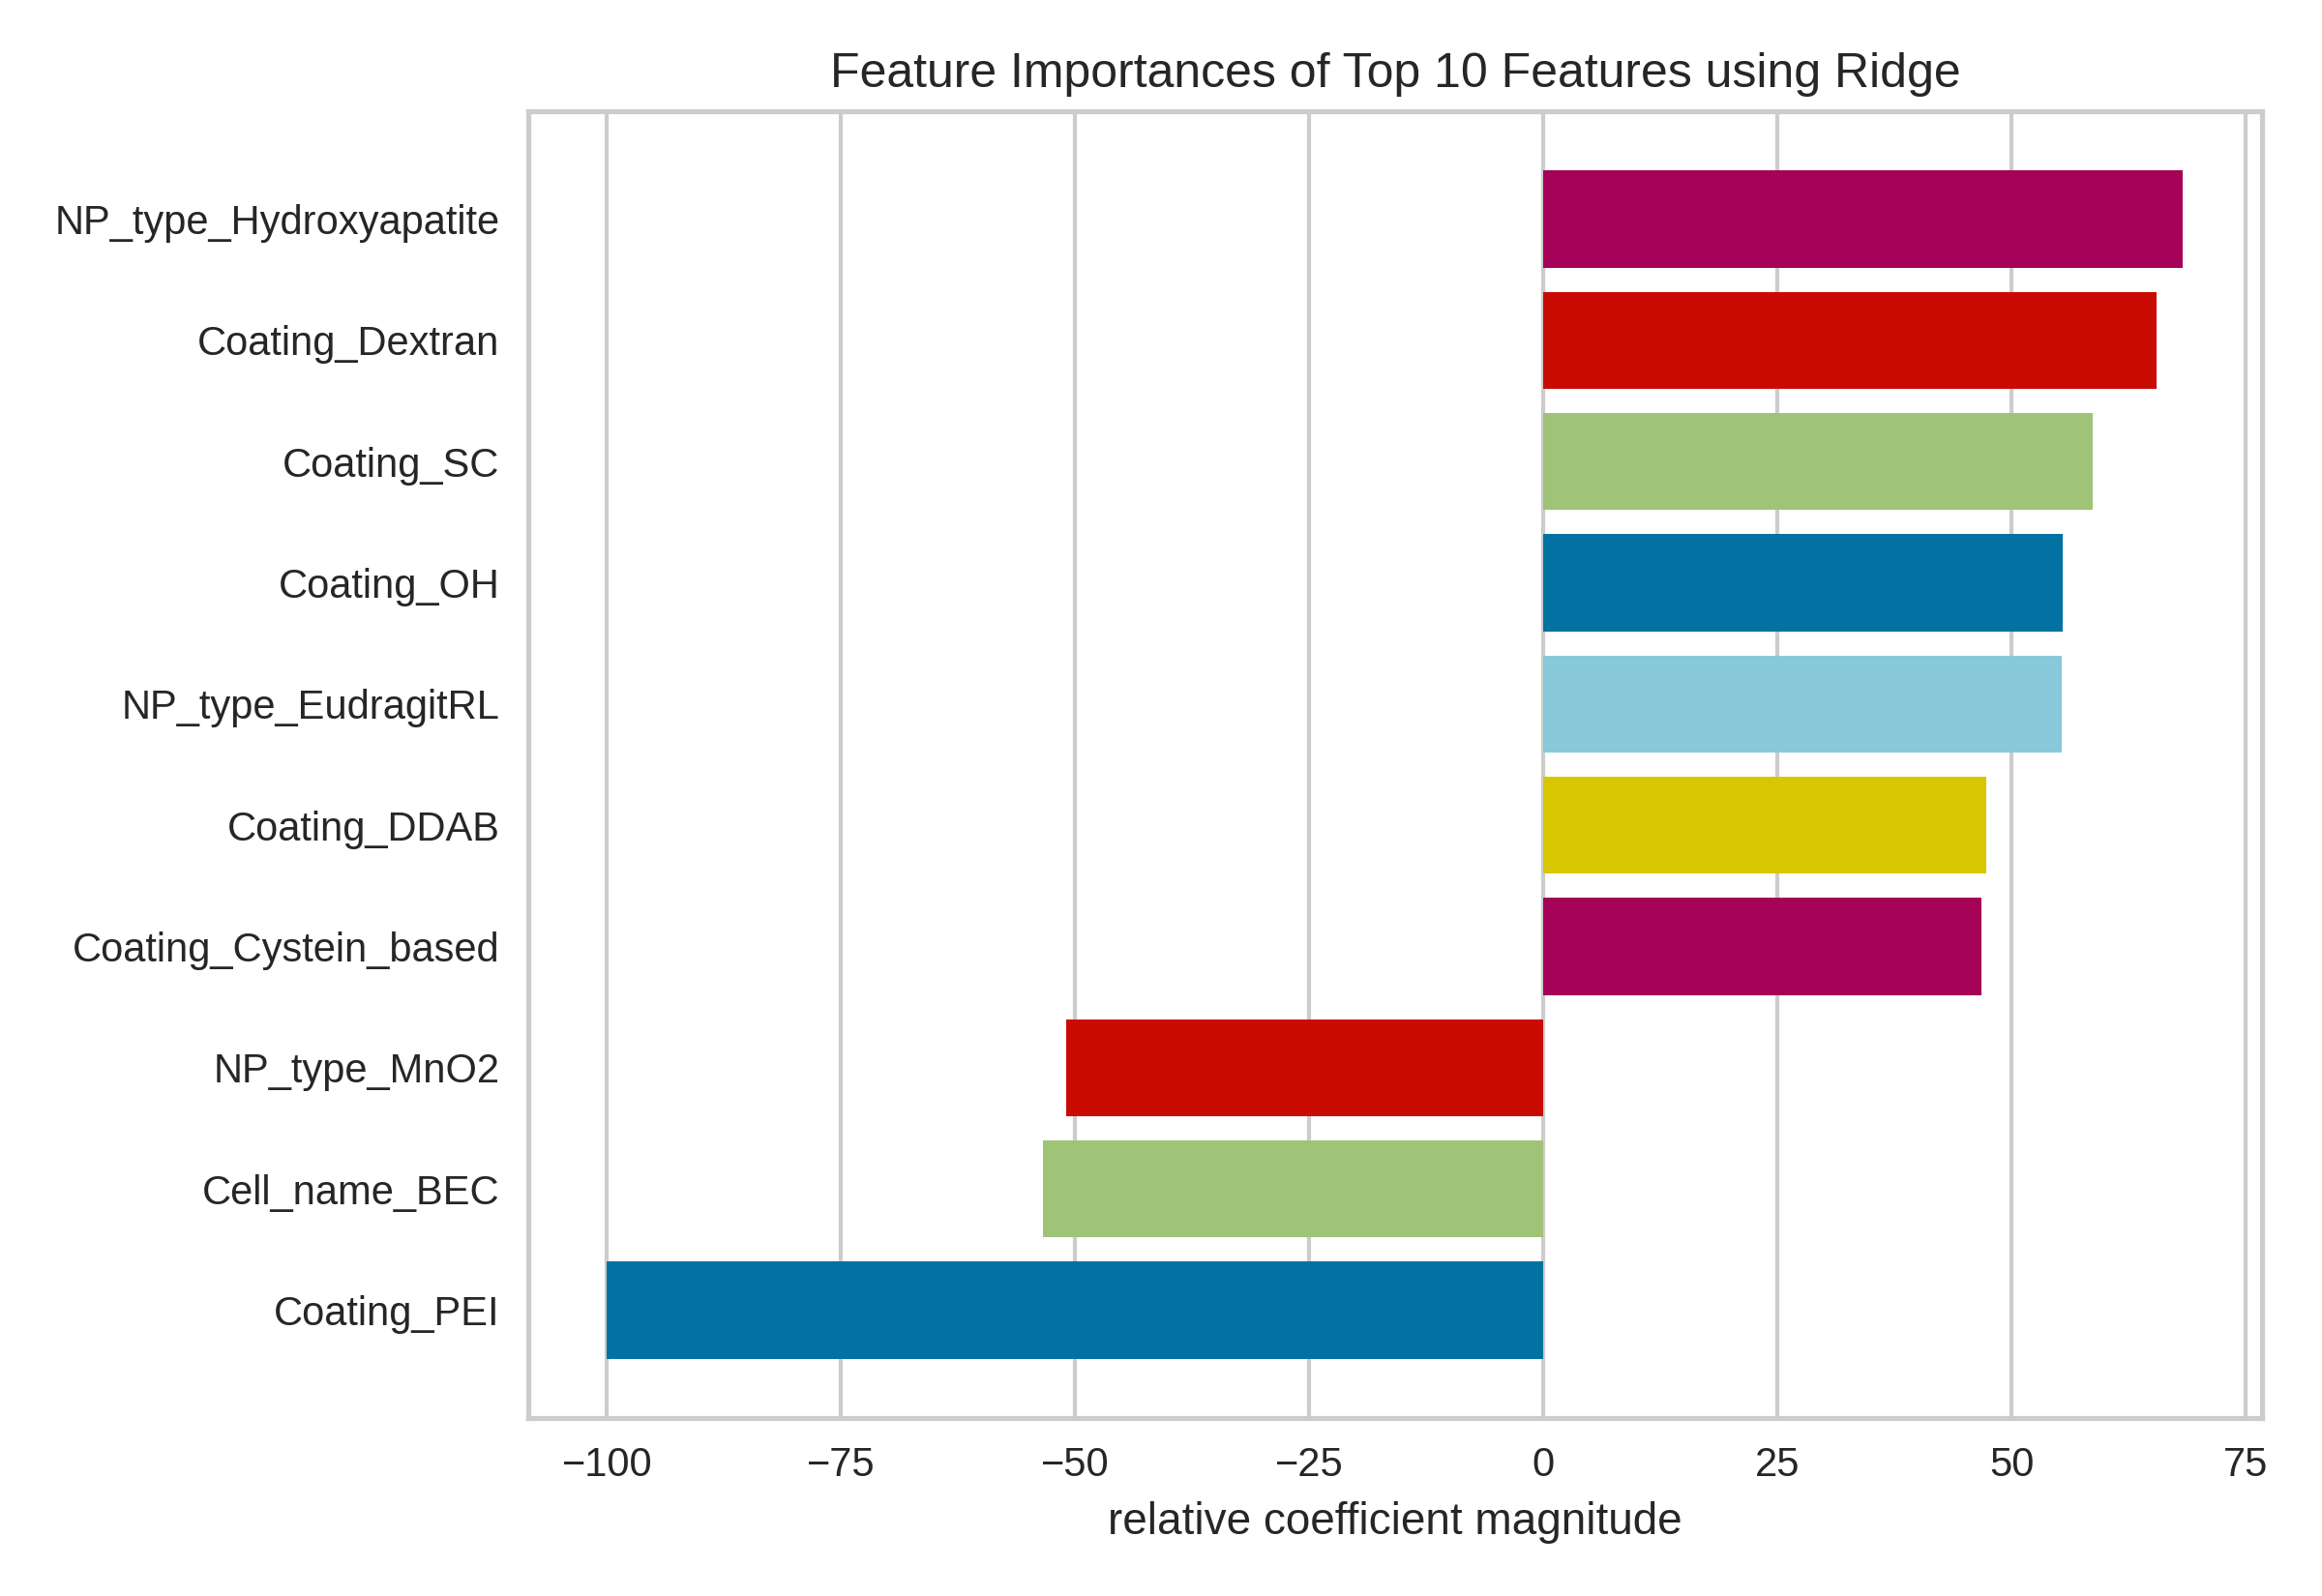 Feature Importances of Top 10 Features using Ridge
NP_type_Hydroxyapatite
Coating_Dextran
Coating_SC
Coating_OH
NP_type_EudragitRL
Coating_DDAB
Coating_Cystein_based
NP_type_MnO2
Cell_name_BEC
Coating_PEI
−100 −75 −50 −25 0 25 50 75
relative coefficient magnitude